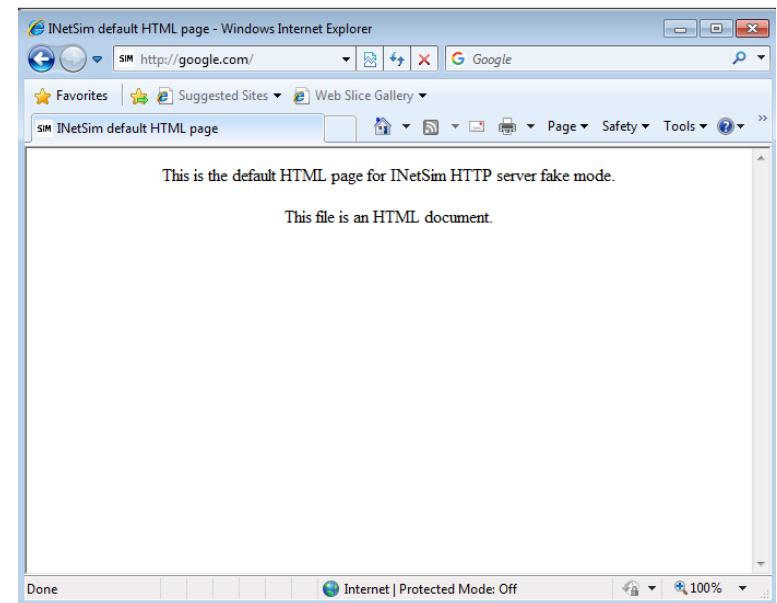 INetSim default HTML page - Windows Internet Explorer
SIM http://google.com/ G Google
Favorites Suggested Sites Web Slice Gallery
SIM INetSim default HTML page Page Safety Tools »
This is the default HTML page for INetSim HTTP server fake mode.
This file is an HTML document.
Done Internet | Protected Mode: Off 100%